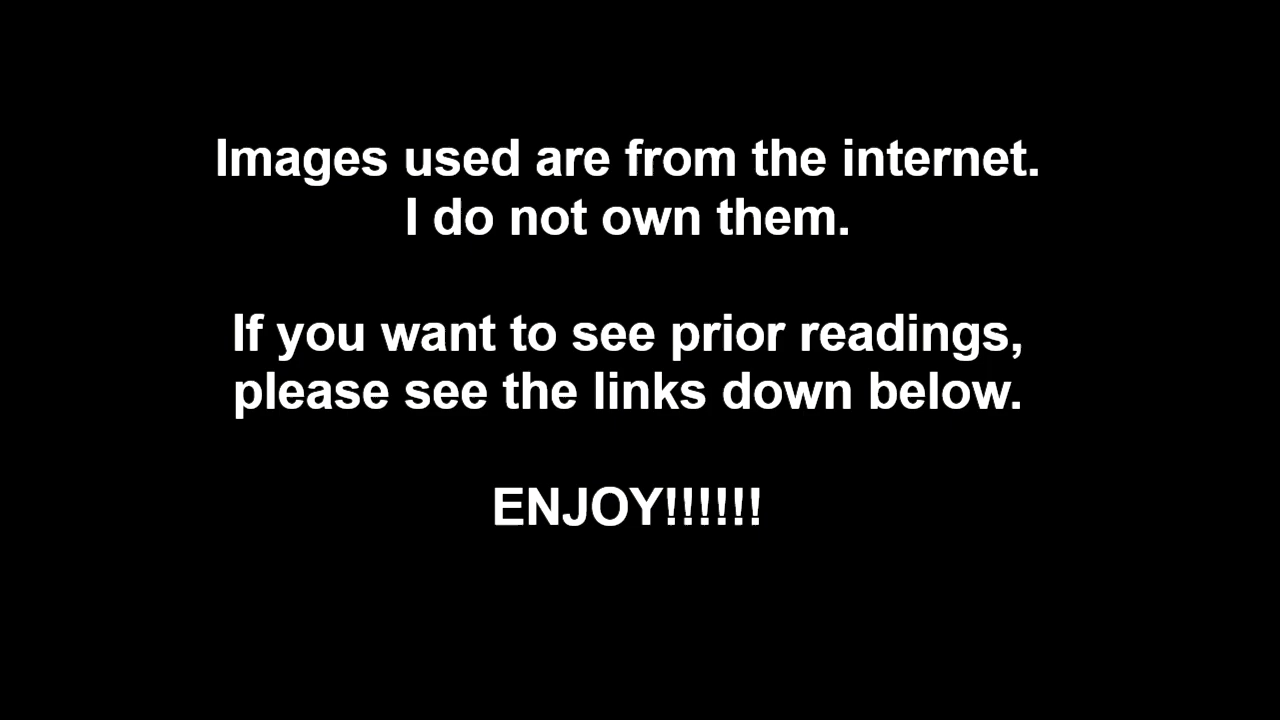 Images used are from the internet.
I do not own them.
If you want to see prior readings,
please see the links down below.
ENJOY!!!!!!